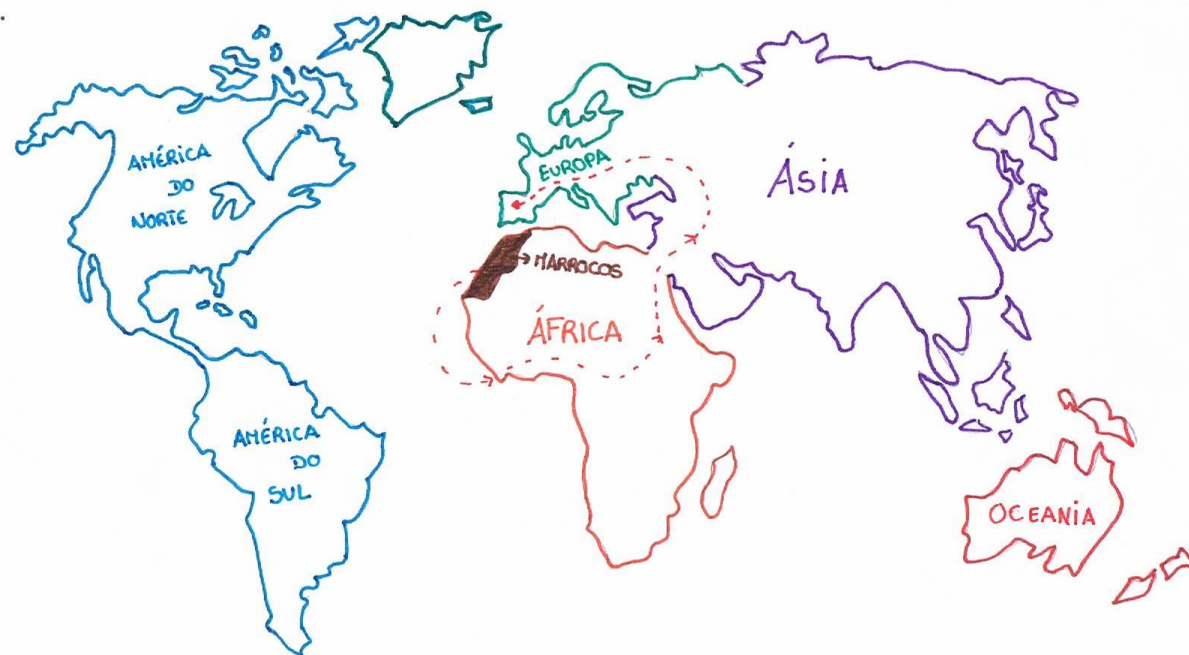 AMÉRICA
DO
NORTE
EUROPA
ÁSiA
MARROCOS
ÁFRICA
AMÉRICA
DO
SUL
OCEANiA